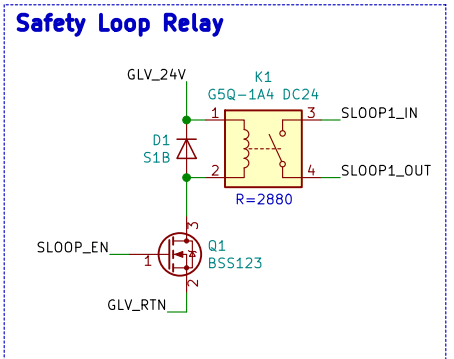 Safety Loop Relay
GLV_24V
K1
G5Q-1A4 DC24
1
3
SLOOP1_IN
D1
S1B
2
4
SLOOP1_OUT
R=2880
3
SLOOP_EN
1
Q1
BSS123
2
GLV_RTN